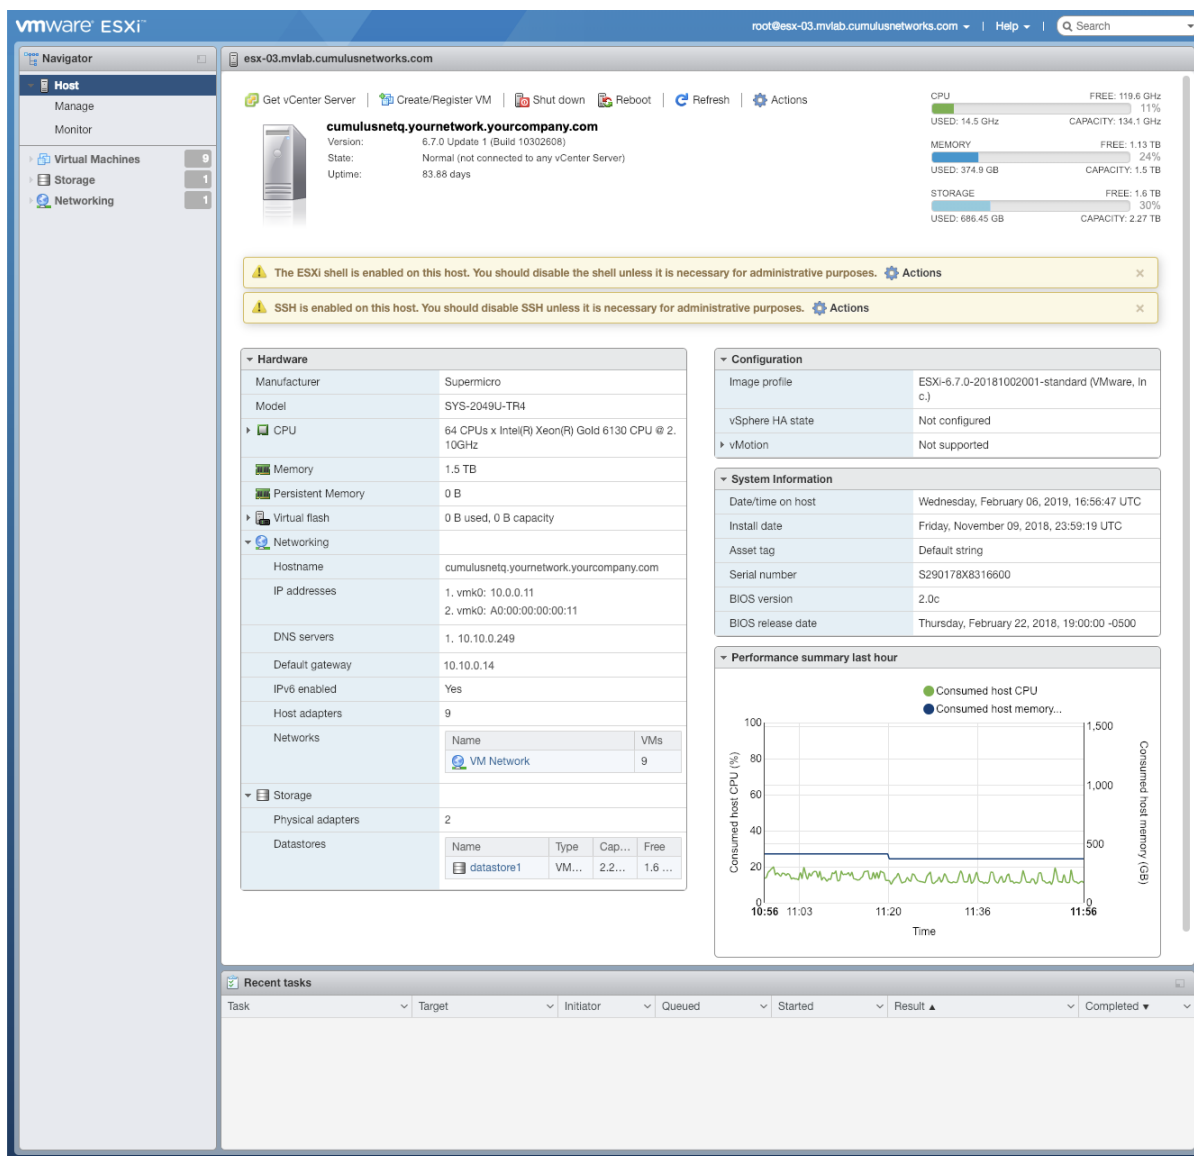 vmware ESXi™
root@esx-03.mvlab.cumulusnetworks.com | Help | Search
Navigator
Host
Manage
Monitor
Virtual Machines 9
Storage 1
Networking 1
esx-03.mvlab.cumulusnetworks.com
Get vCenter Server | Create/Register VM | Shut down Reboot | Refresh | Actions
cumulusnetq.yournetwork.yourcompany.com
Version: 6.7.0 Update 1 (Build 10302608)
State: Normal (not connected to any vCenter Server)
Uptime: 83.88 days
CPU FREE: 119.6 GHz
11%
USED: 14.5 GHz CAPACITY: 134.1 GHz
MEMORY FREE: 1.13 TB
24%
USED: 374.9 GB CAPACITY: 1.5 TB
STORAGE FREE: 1.6 TB
30%
USED: 686.45 GB CAPACITY: 2.27 TB
The ESXi shell is enabled on this host. You should disable the shell unless it is necessary for administrative purposes. Actions
SSH is enabled on this host. You should disable SSH unless it is necessary for administrative purposes. Actions
Hardware
Manufacturer Supermicro
Model SYS-2049U-TR4
CPU 64 CPUs x Intel(R) Xeon(R) Gold 6130 CPU @ 2.
10GHz
Memory 1.5 TB
Persistent Memory 0 B
Virtual flash 0 B used, 0 B capacity
Networking
Hostname cumulusnetq.yournetwork.yourcompany.com
IP addresses 1. vmk0: 10.0.0.11
2. vmk0: A0:00:00:00:00:11
DNS servers 1. 10.10.0.249
Default gateway 10.10.0.14
IPv6 enabled Yes
Host adapters 9
Networks Name VMs
VM Network 9
Storage
Physical adapters 2
Datastores Name Type Cap... Free
datastore1 VM... 2.2... 1.6 ...
Configuration
Image profile ESXi-6.7.0-20181002001-standard (VMware, In
c.)
vSphere HA state Not configured
vMotion Not supported
System Information
Date/time on host Wednesday, February 06, 2019, 16:56:47 UTC
Install date Friday, November 09, 2018, 23:59:19 UTC
Asset tag Default string
Serial number S290178X8316600
BIOS version 2.0c
BIOS release date Thursday, February 22, 2018, 19:00:00 -0500
Performance summary last hour
Consumed host CPU
Consumed host memory...
Consumed host CPU (%)
100
80
60
40
20
0
1,500
1,000
500
0
Consumed host memory (GB)
10:56 11:03 11:20 11:36 11:56
Time
Recent tasks
Task Target Initiator Queued Started Result ▲ Completed ▼